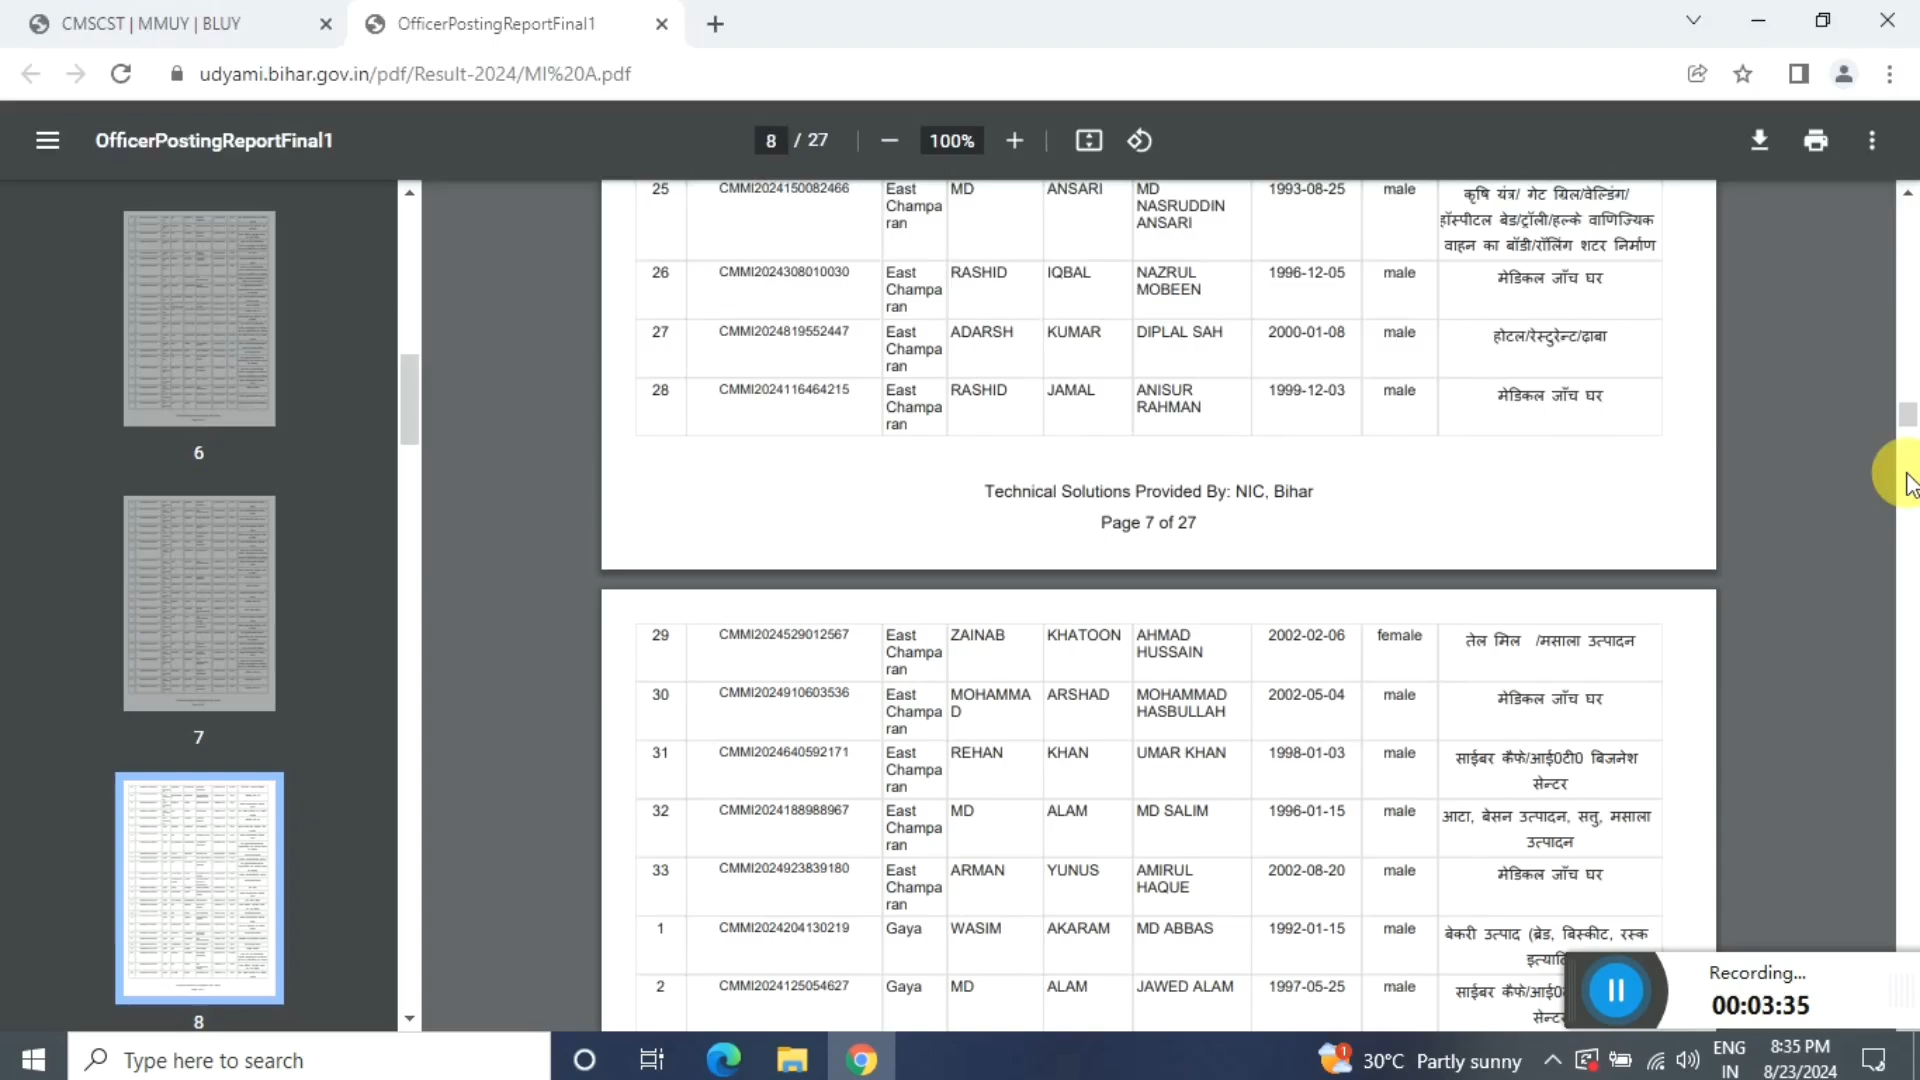 CMSCST | MMUY | BLUY
OfficerPostingReportFinal1
udyami.bihar.gov.in/pdf/Result-2024/MI%20A.pdf
OfficerPostingReportFinal1
8 / 27
100%
6
7
8
25 CMMI2024150082466 East MD ANSARI MD 1993-08-25 male कृषि यंत्र/ गेट ग्रिल/वेल्डिंग/
Champa NASRUDDIN हॉस्पीटल बेड/ट्रॉली/हल्के वाणिज्यिक
ran ANSARI वाहन का बॉडी/रॉलिंग शटर निर्माण
26 CMMI2024308010030 East RASHID IQBAL NAZRUL 1996-12-05 male मेडिकल जाँच घर
Champa MOBEEN
ran
27 CMMI2024819552447 East ADARSH KUMAR DIPLAL SAH 2000-01-08 male होटल/रेस्टुरेन्ट/ढाबा
Champa
ran
28 CMMI2024116464215 East RASHID JAMAL ANISUR 1999-12-03 male मेडिकल जाँच घर
Champa RAHMAN
ran
Technical Solutions Provided By: NIC, Bihar
Page 7 of 27
29 CMMI2024529012567 East ZAINAB KHATOON AHMAD 2002-02-06 female तेल मिल /मसाला उत्पादन
Champa HUSSAIN
ran
30 CMMI2024910603536 East MOHAMMA ARSHAD MOHAMMAD 2002-05-04 male मेडिकल जाँच घर
Champa D HASBULLAH
ran
31 CMMI2024640592171 East REHAN KHAN UMAR KHAN 1998-01-03 male साईबर कैफे/आई0टी0 बिजनेश
Champa सेन्टर
ran
32 CMMI2024188988967 East MD ALAM MD SALIM 1996-01-15 male आटा, बेसन उत्पादन, सत्तु, मसाला
Champa उत्पादन
ran
33 CMMI2024923839180 East ARMAN YUNUS AMIRUL 2002-08-20 male मेडिकल जाँच घर
Champa HAQUE
ran
1 CMMI2024204130219 Gaya WASIM AKARAM MD ABBAS 1992-01-15 male बेकरी उत्पाद (ब्रेड, बिस्कीट, रस्क
2 CMMI2024125054627 Gaya MD ALAM JAWED ALAM 1997-05-25 male साईबर कैफे/आई0
Recording...
00:03:35
Type here to search
1
30°C Partly sunny
ENG
IN
8:35 PM
8/23/2024